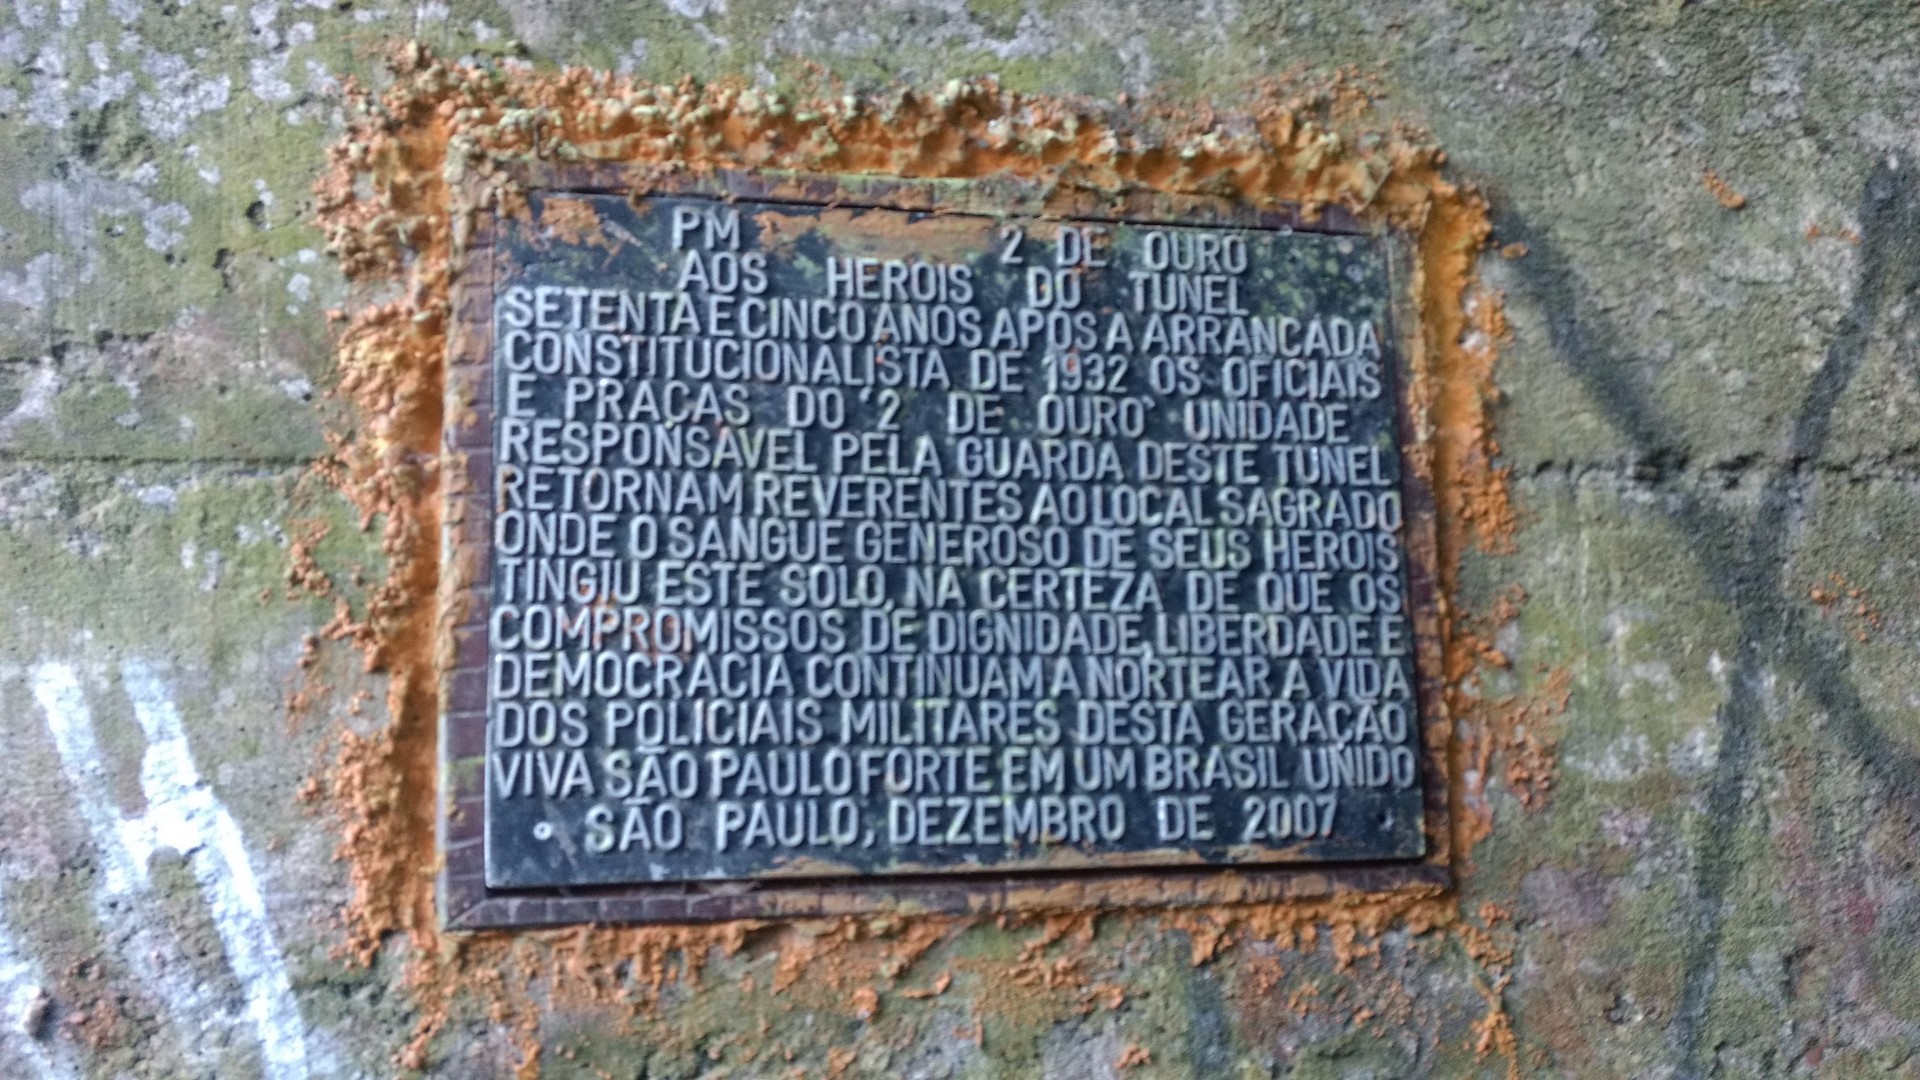 PM 2 DE OURO
AOS HEROIS DO TUNEL
SETENTA E CINCO ANOS APOS A ARRANCADA
CONSTITUCIONALISTA DE 1932 OS OFICIAIS
E PRAÇAS DO '2 DE OURO' UNIDADE
RESPONSAVEL PELA GUARDA DESTE TUNEL
RETORNAM REVERENTES AO LOCAL SAGRADO
ONDE O SANGUE GENEROSO DE SEUS HEROIS
TINGIU ESTE SOLO, NA CERTEZA DE QUE OS
COMPROMISSOS DE DIGNIDADE, LIBERDADE E
DEMOCRACIA CONTINUAM A NORTEAR A VIDA
DOS POLICIAIS MILITARES DESTA GERAÇÃO
VIVA SÃO PAULO FORTE EM UM BRASIL UNIDO
SÃO PAULO, DEZEMBRO DE 2007